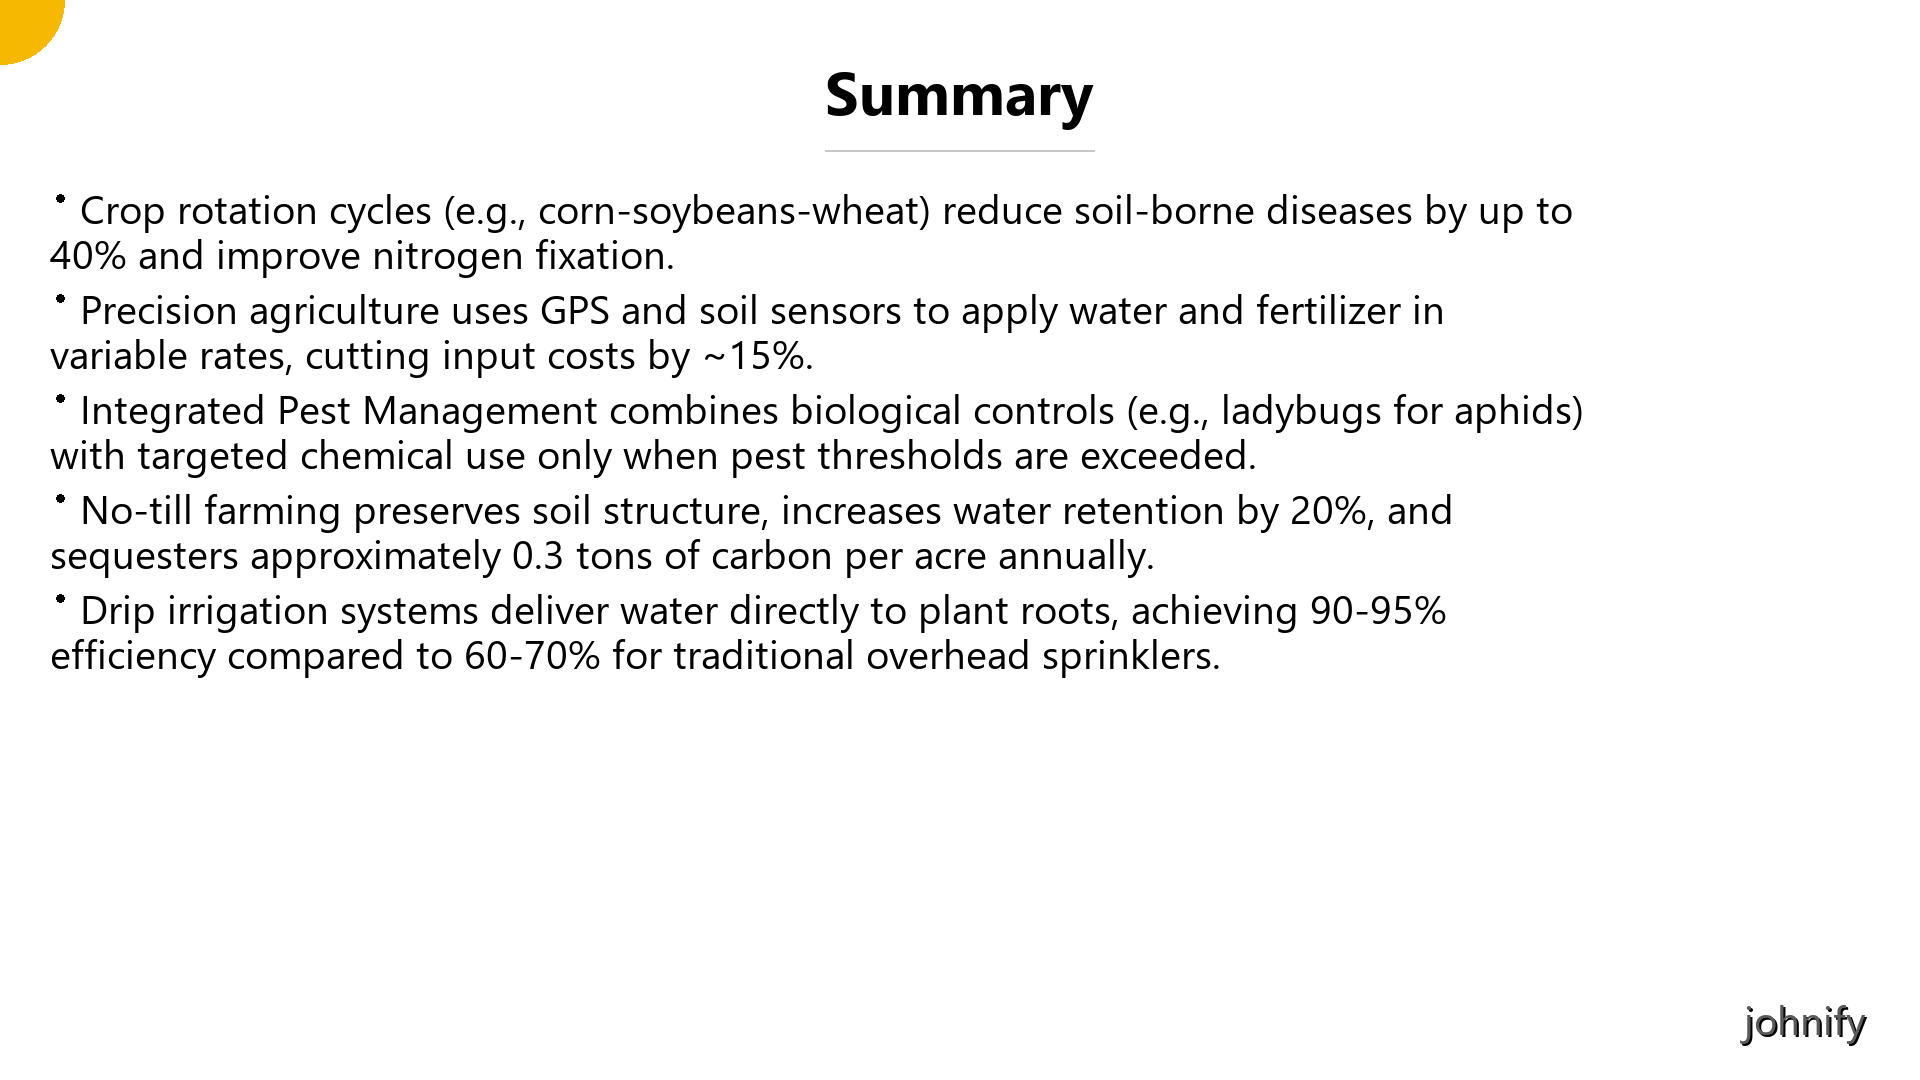 Summary
• Crop rotation cycles (e.g., corn-soybeans-wheat) reduce soil-borne diseases by up to
40% and improve nitrogen fixation.
• Precision agriculture uses GPS and soil sensors to apply water and fertilizer in
variable rates, cutting input costs by ~15%.
• Integrated Pest Management combines biological controls (e.g., ladybugs for aphids)
with targeted chemical use only when pest thresholds are exceeded.
• No-till farming preserves soil structure, increases water retention by 20%, and
sequesters approximately 0.3 tons of carbon per acre annually.
• Drip irrigation systems deliver water directly to plant roots, achieving 90-95%
efficiency compared to 60-70% for traditional overhead sprinklers.
johnify